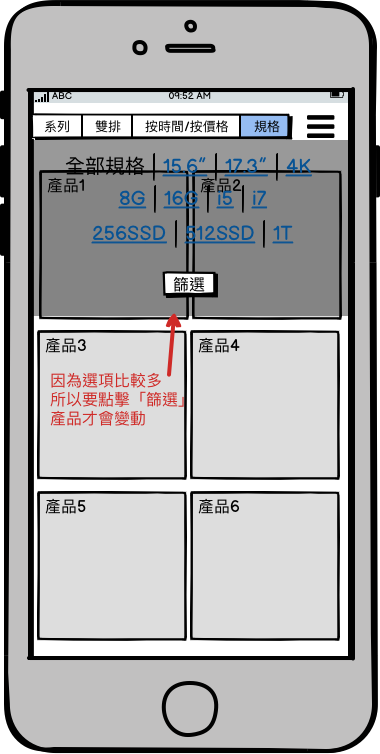 ABC 09:52 AM
系列 雙排 按時間/按價格 規格
全部規格 15.6" 17.3" 4K
產品1 產品2
8G 16G i5 i7
256SSD 512SSD 1T
篩選
產品3 產品4
因為選項比較多
所以要點擊「篩選」
產品才會變動
產品5 產品6